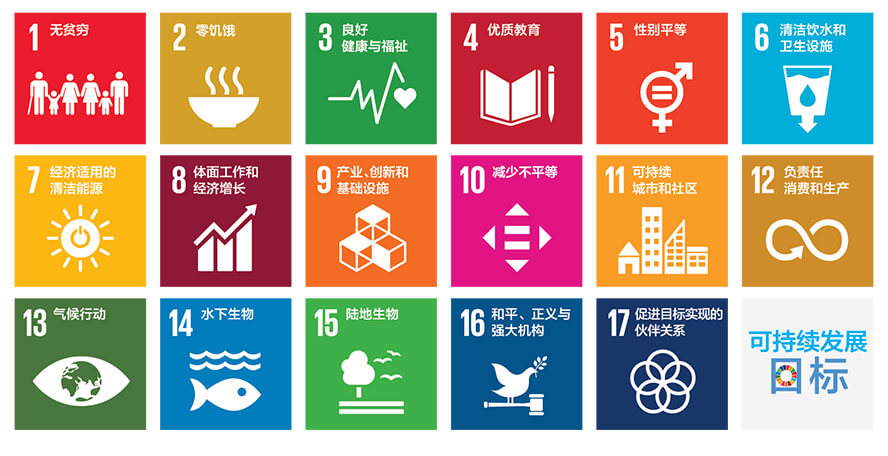 1 无贫穷
2 零饥饿
3 良好
健康与福祉
4 优质教育
5 性别平等
6 清洁饮水和
卫生设施
7 经济适用的
清洁能源
8 体面工作和
经济增长
9 产业、创新和
基础设施
10 减少不平等
11 可持续
城市和社区
12 负责任
消费和生产
13 气候行动
14 水下生物
15 陆地生物
16 和平、正义与
强大机构
17 促进目标实现的
伙伴关系
可持续发展
目标